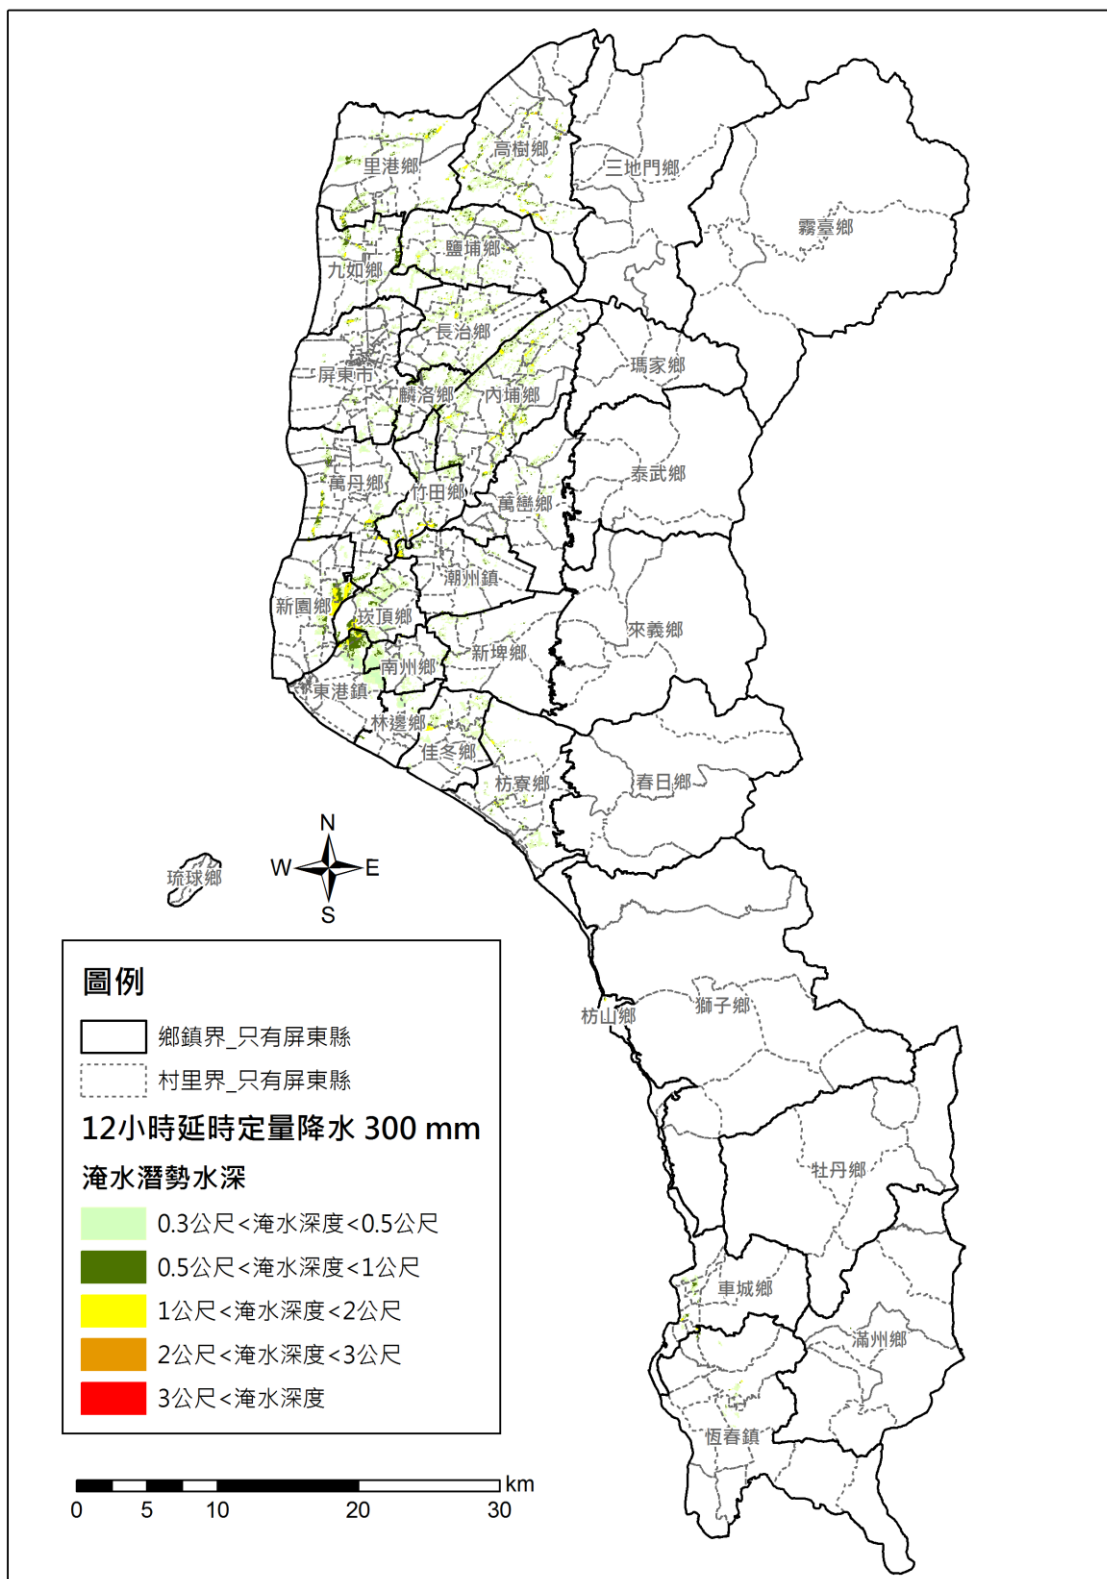 高樹鄉
三地門鄉
里港鄉
霧臺鄉
鹽埔鄉
九如鄉
長治鄉
瑪家鄉
屏東市
麟洛鄉
內埔鄉
泰武鄉
萬丹鄉
竹田鄉
萬巒鄉
潮州鎮
新園鄉
崁頂鄉
來義鄉
新埤鄉
南州鄉
東港鎮
林邊鄉
佳冬鄉
枋寮鄉
春日鄉
N
W
E
S
琉球鄉
獅子鄉
枋山鄉
牡丹鄉
車城鄉
滿州鄉
恆春鎮
圖例
鄉鎮界_只有屏東縣
村里界_只有屏東縣
12小時延時定量降水 300 mm
淹水潛勢水深
0.3公尺<淹水深度<0.5公尺
0.5公尺<淹水深度<1公尺
1公尺<淹水深度<2公尺
2公尺<淹水深度<3公尺
3公尺<淹水深度
km
0 5 10 20 30